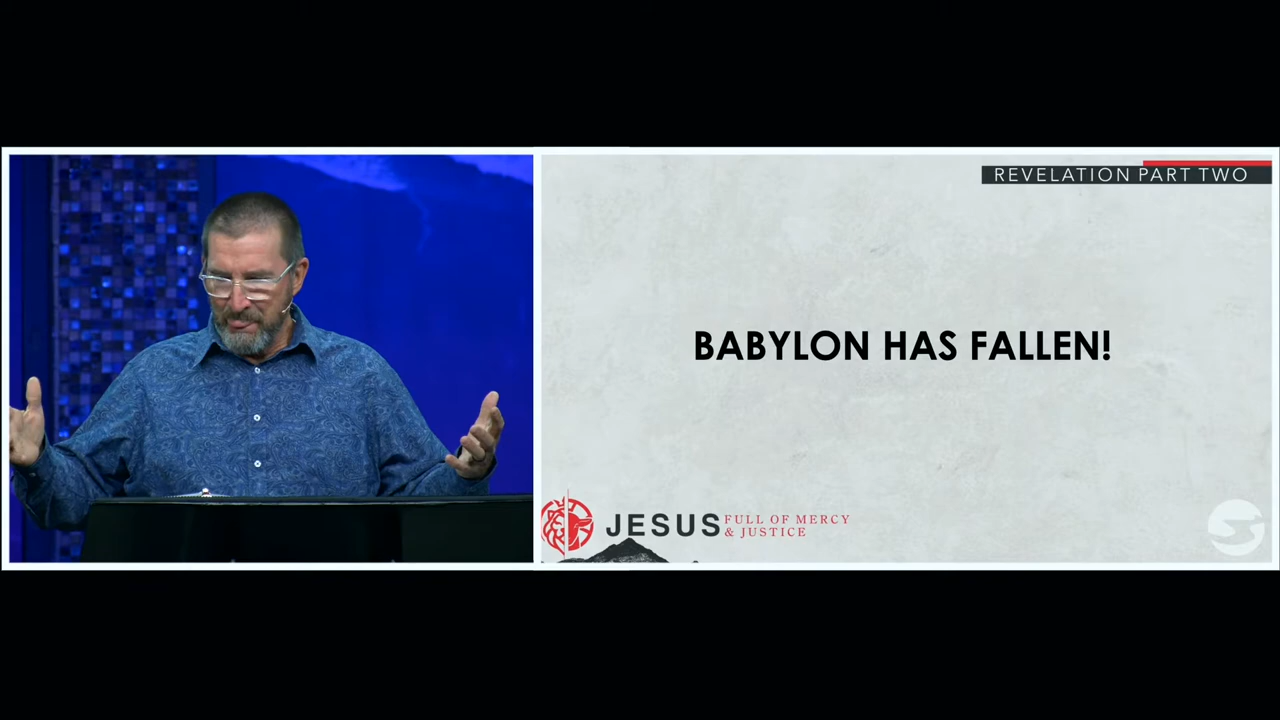 REVELATION PART TWO
BABYLON HAS FALLEN!
JESUS FULL OF MERCY
& JUSTICE